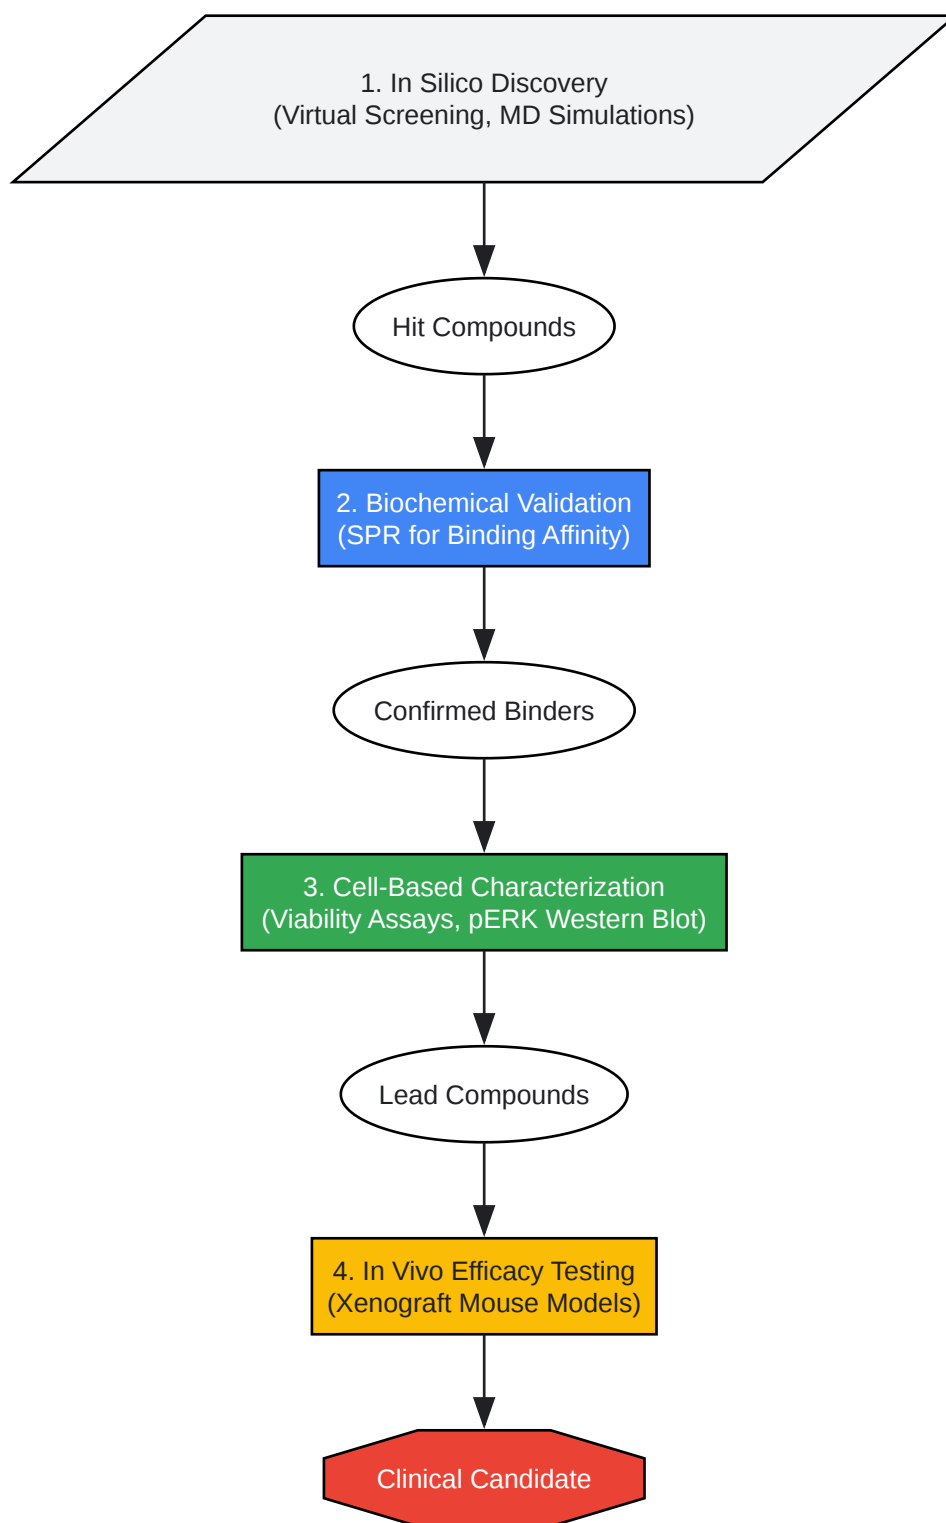 1. In Silico Discovery
(Virtual Screening, MD Simulations)
Hit Compounds
2. Biochemical Validation
(SPR for Binding Affinity)
Confirmed Binders
3. Cell-Based Characterization
(Viability Assays, pERK Western Blot)
Lead Compounds
4. In Vivo Efficacy Testing
(Xenograft Mouse Models)
Clinical Candidate